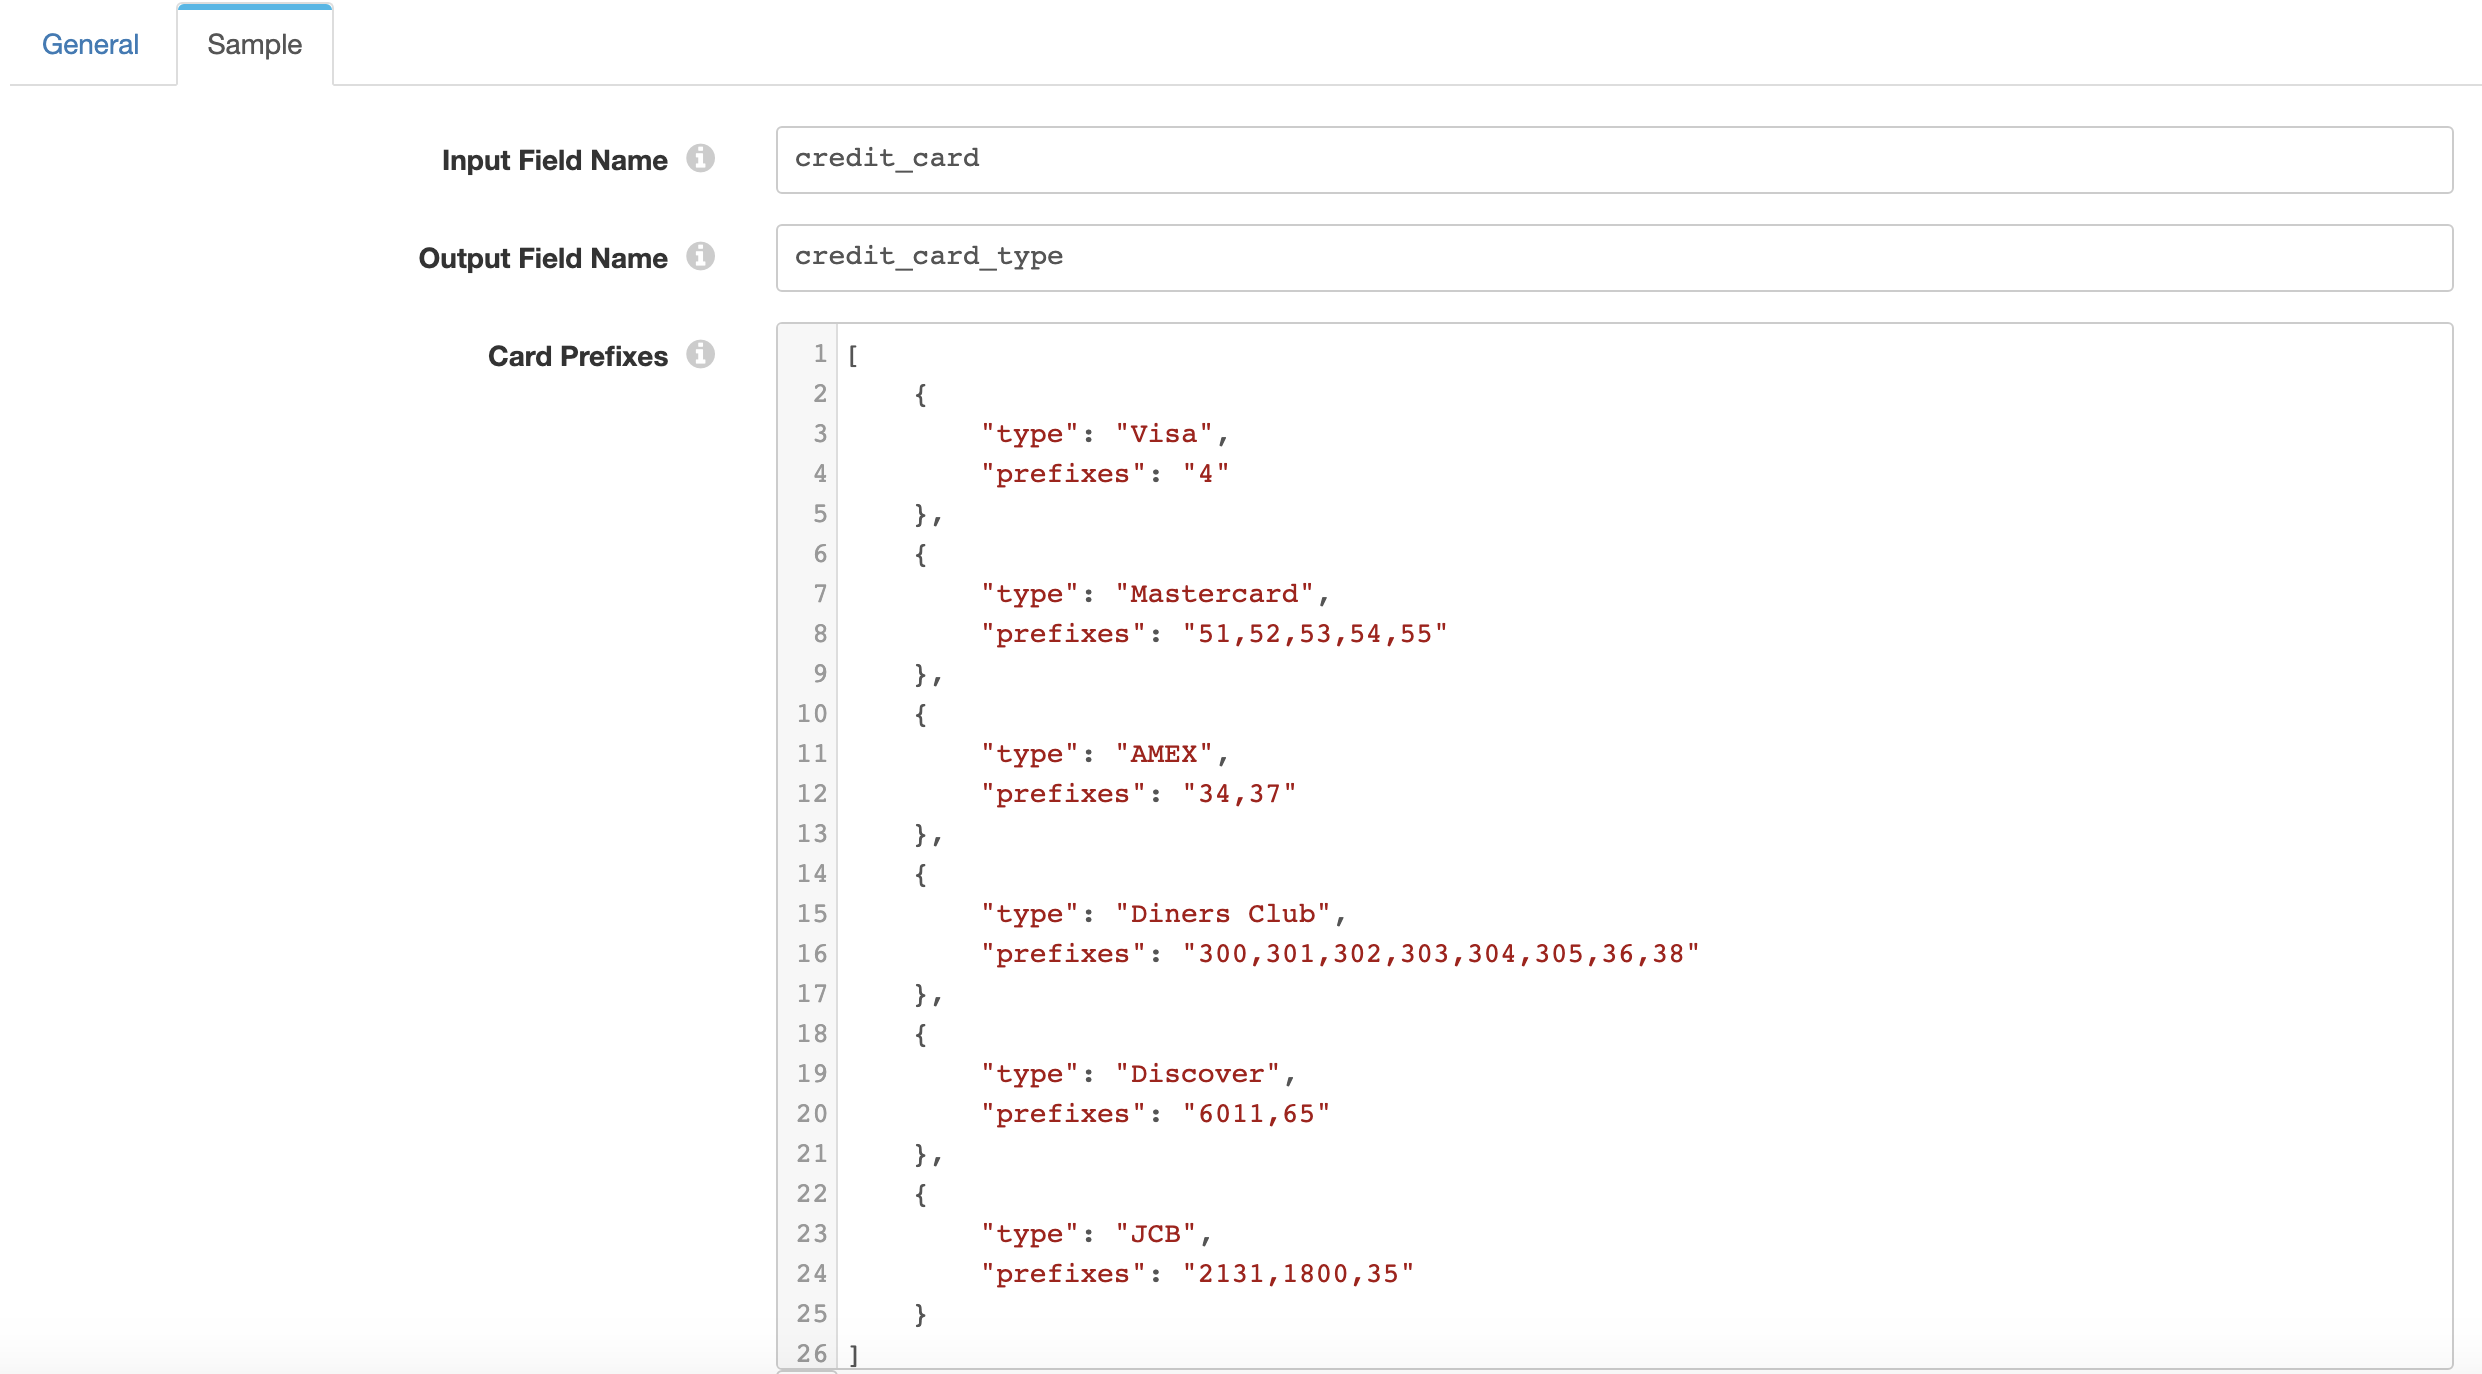 General Sample
Input Field Name credit_card
Output Field Name credit_card_type
Card Prefixes
1 [
2 {
3 "type": "Visa",
4 "prefixes": "4"
5 },
6 {
7 "type": "Mastercard",
8 "prefixes": "51,52,53,54,55"
9 },
10 {
11 "type": "AMEX",
12 "prefixes": "34,37"
13 },
14 {
15 "type": "Diners Club",
16 "prefixes": "300,301,302,303,304,305,36,38"
17 },
18 {
19 "type": "Discover",
20 "prefixes": "6011,65"
21 },
22 {
23 "type": "JCB",
24 "prefixes": "2131,1800,35"
25 }
26 ]